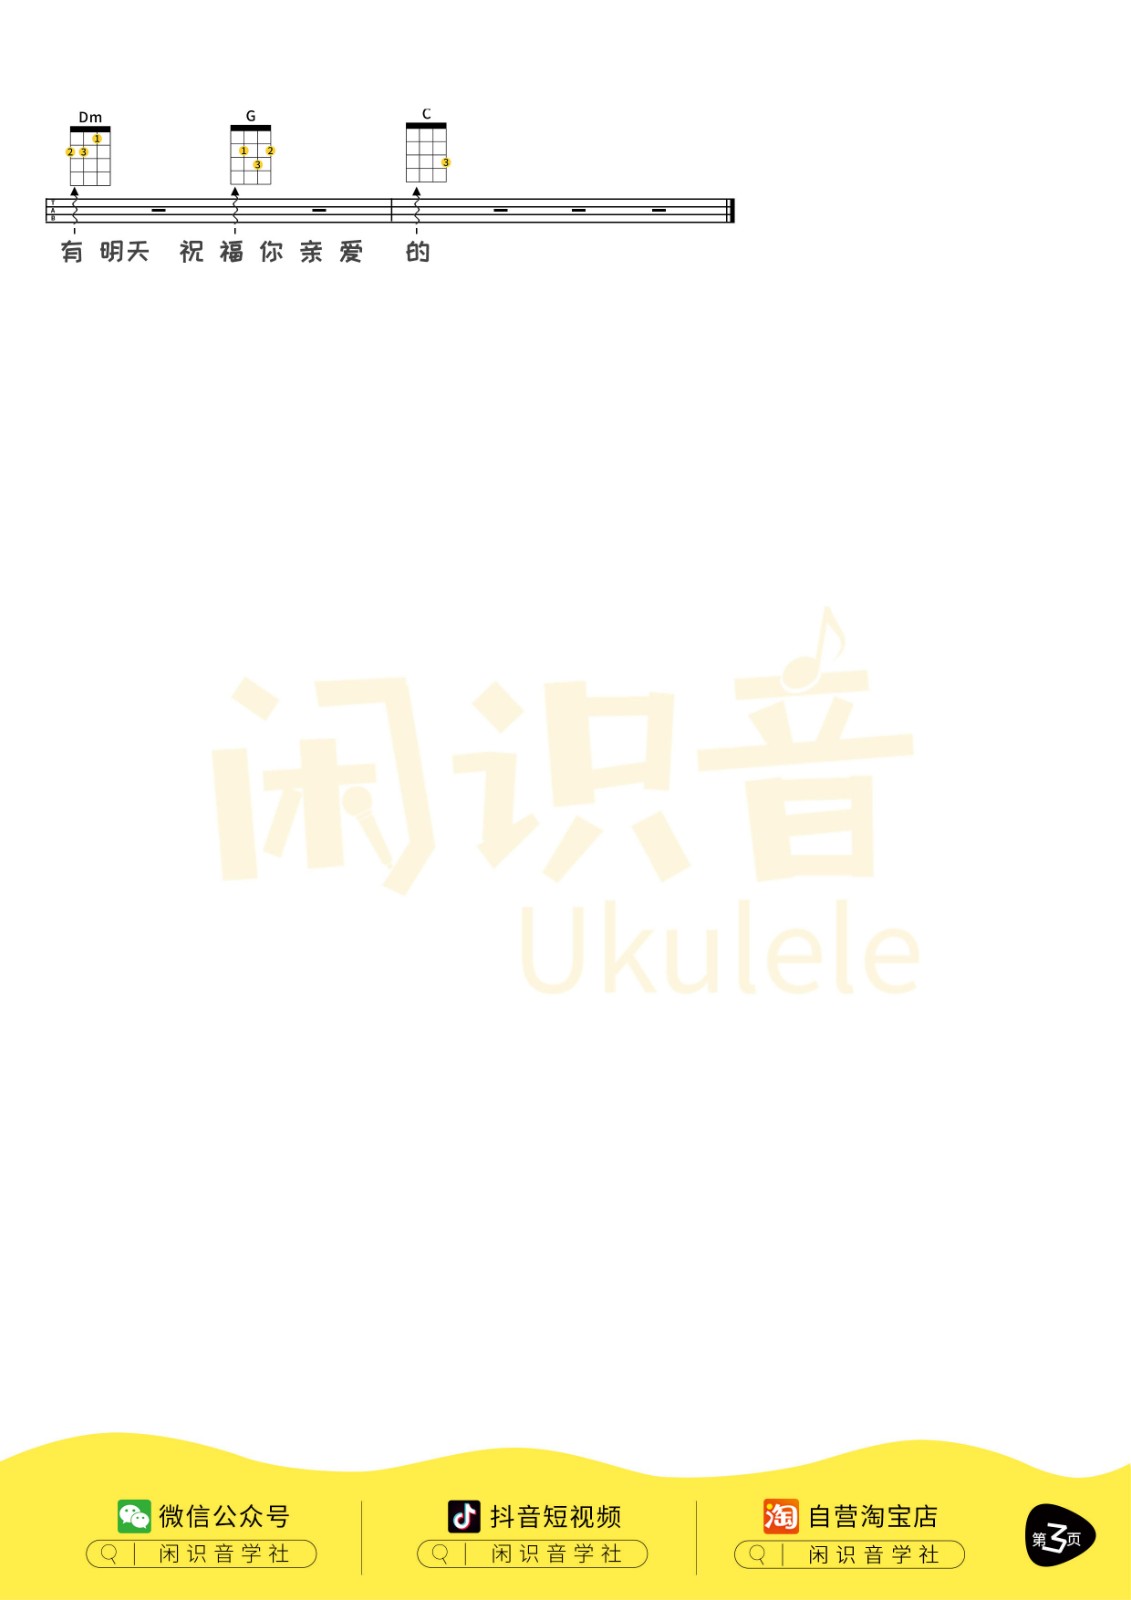 Dm G C
1 1 2
2 3 3 3
T
A
B
有 明天 祝 福 你 亲 爱 的
闲识音
Ukulele
微信公众号 抖音短视频 自营淘宝店
闲识音学社 闲识音学社 闲识音学社
淘
第3页